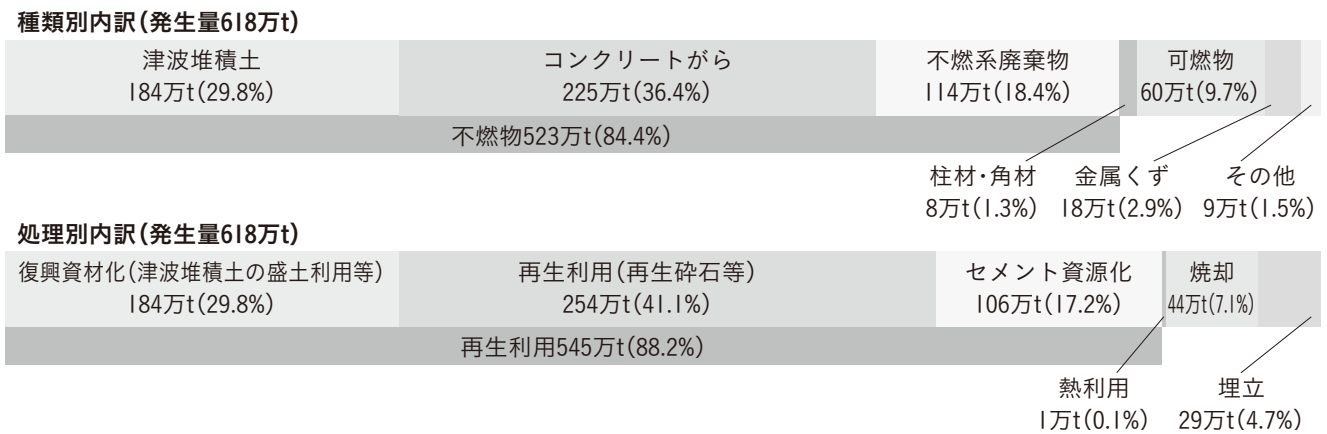 種類別内訳（発生量618万t）
津波堆積土
184万t（29.8%）
コンクリートがら
225万t（36.4%）
不燃系廃棄物
114万t（18.4%）
可燃物
60万t（9.7%）
不燃物523万t（84.4%）
柱材・角材
8万t（1.3%）
金属くず
18万t（2.9%）
その他
9万t（1.5%）
処理別内訳（発生量618万t）
復興資材化（津波堆積土の盛土利用等）
184万t（29.8%）
再生利用（再生砕石等）
254万t（41.1%）
セメント資源化
106万t（17.2%）
焼却
44万t（7.1%）
再生利用545万t（88.2%）
熱利用
1万t（0.1%）
埋立
29万t（4.7%）